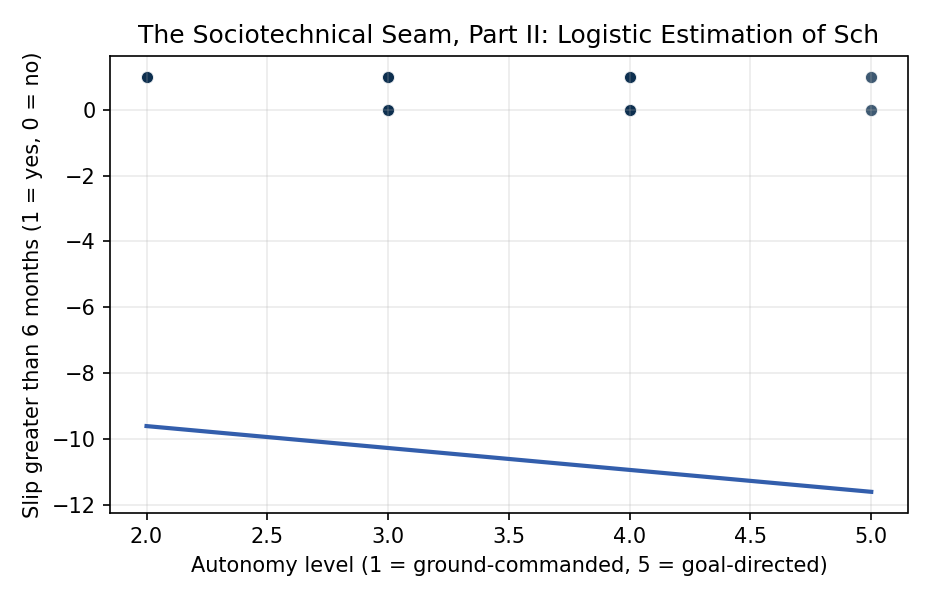 The Sociotechnical Seam, Part II: Logistic Estimation of Sch
Slip greater than 6 months (1 = yes, 0 = no)
0
−2
−4
−6
−8
−10
−12
2.0 2.5 3.0 3.5 4.0 4.5 5.0
Autonomy level (1 = ground-commanded, 5 = goal-directed)